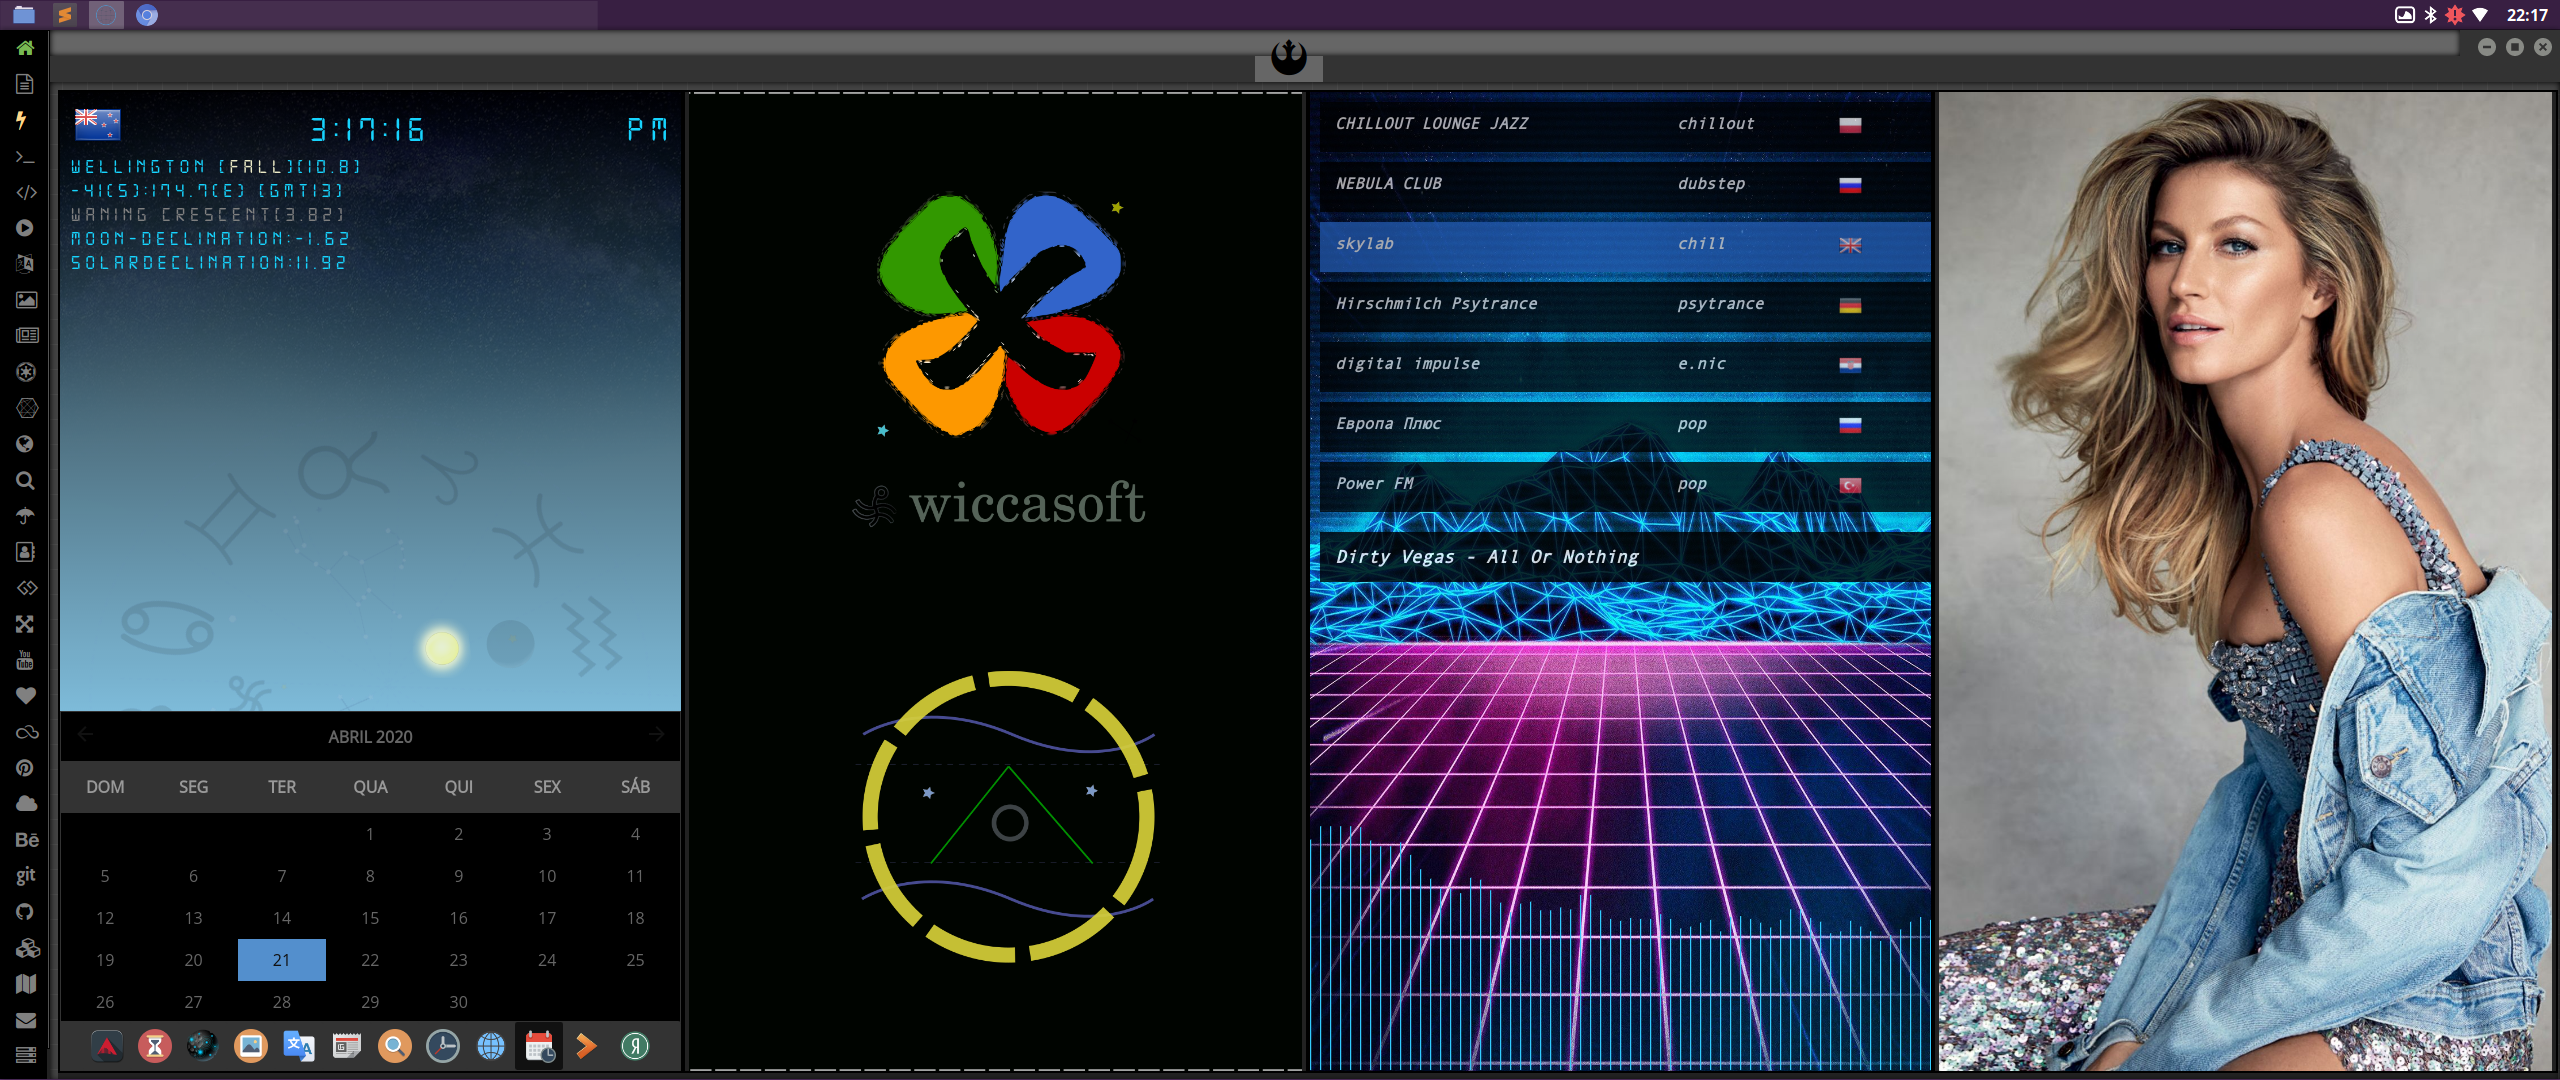 22:17
3:17:16 PM
WELLINGTON [FALL][10.8]
-41(S):174.7(E) [GMT13]
WANING CRESCENT[3.82]
MOON-DECLINATION:-1.62
SOLARDECLINATION:11.92
ABRIL 2020
DOM SEG TER QUA QUI SEX SÁB
1 2 3 4
5 6 7 8 9 10 11
12 13 14 15 16 17 18
19 20 21 22 23 24 25
26 27 28 29 30
wiccasoft
CHILLOUT LOUNGE JAZZ chillout
NEBULA CLUB dubstep
skylab chill
Hirschmilch Psytrance psytrance
digital impulse e.nic
Европа Плюс pop
Power FM pop
Dirty Vegas - All Or Nothing
You
Tube
Bē
git